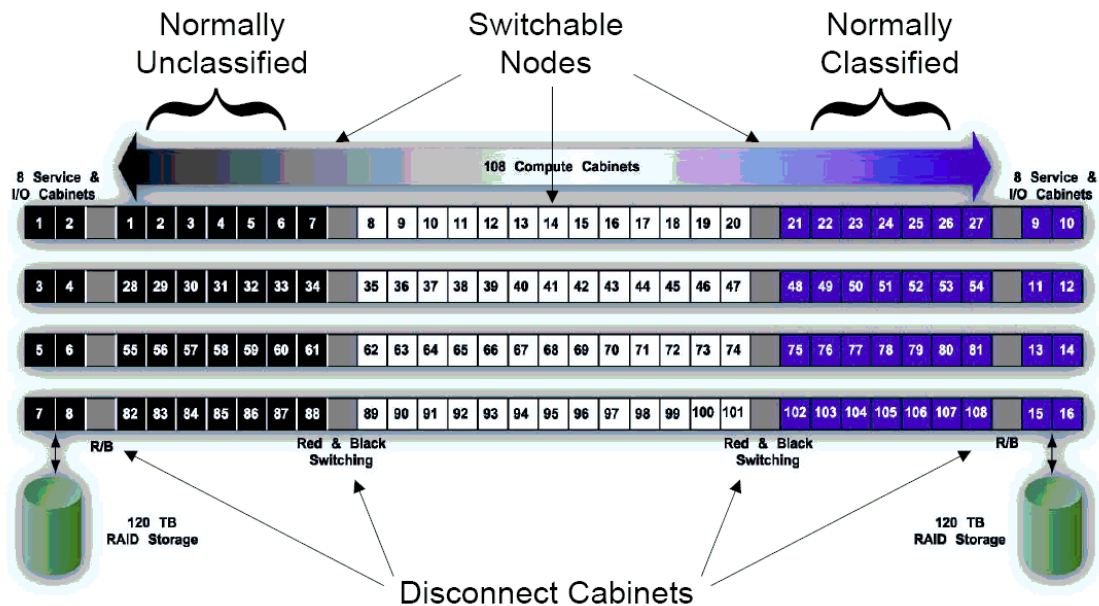 Normally
Unclassified
Switchable
Nodes
Normally
Classified
8 Service &
I/O Cabinets
108 Compute Cabinets
8 Service &
I/O Cabinets
1 2 1 2 3 4 5 6 7 8 9 10 11 12 13 14 15 16 17 18 19 20 21 22 23 24 25 26 27 9 10
3 4 28 29 30 31 32 33 34 35 36 37 38 39 40 41 42 43 44 45 46 47 48 49 50 51 52 53 54 11 12
5 6 55 56 57 58 59 60 61 62 63 64 65 66 67 68 69 70 71 72 73 74 75 76 77 78 79 80 81 13 14
7 8 82 83 84 85 86 87 88 89 90 91 92 93 94 95 96 97 98 99 100 101 102 103 104 105 106 107 108 15 16
R/B
Red & Black
Switching
Red & Black
Switching
R/B
120 TB
RAID Storage
120 TB
RAID Storage
Disconnect Cabinets